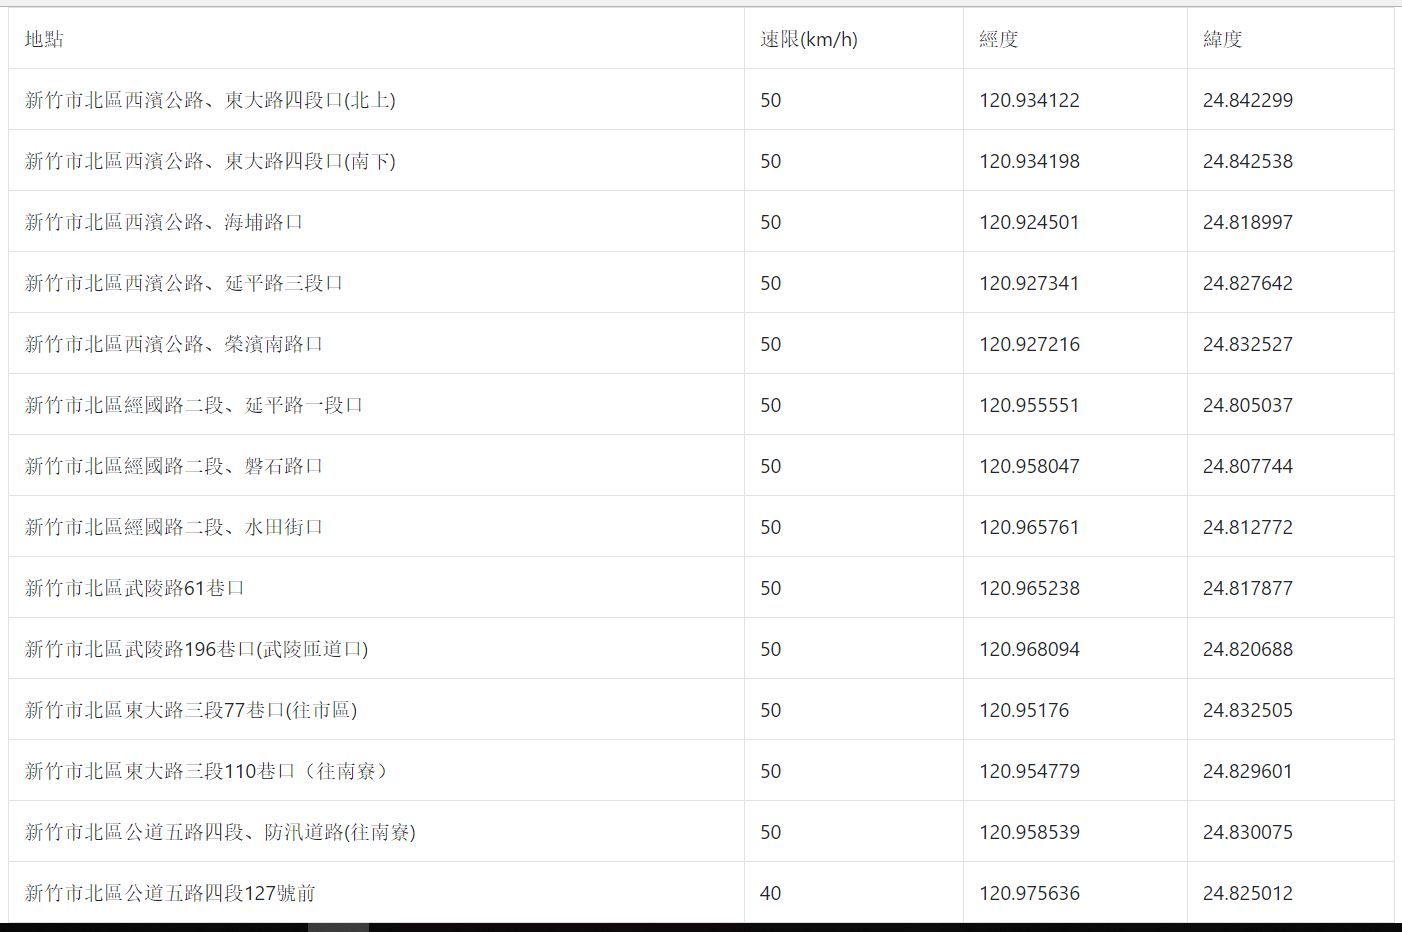 地點 速限(km/h) 經度 緯度
新竹市北區西濱公路、東大路四段口(北上) 50 120.934122 24.842299
新竹市北區西濱公路、東大路四段口(南下) 50 120.934198 24.842538
新竹市北區西濱公路、海埔路口 50 120.924501 24.818997
新竹市北區西濱公路、延平路三段口 50 120.927341 24.827642
新竹市北區西濱公路、榮濱南路口 50 120.927216 24.832527
新竹市北區經國路二段、延平路一段口 50 120.955551 24.805037
新竹市北區經國路二段、磐石路口 50 120.958047 24.807744
新竹市北區經國路二段、水田街口 50 120.965761 24.812772
新竹市北區武陵路61巷口 50 120.965238 24.817877
新竹市北區武陵路196巷口(武陵匝道口) 50 120.968094 24.820688
新竹市北區東大路三段77巷口(往市區) 50 120.95176 24.832505
新竹市北區東大路三段110巷口（往南寮） 50 120.954779 24.829601
新竹市北區公道五路四段、防汛道路(往南寮) 50 120.958539 24.830075
新竹市北區公道五路四段127號前 40 120.975636 24.825012